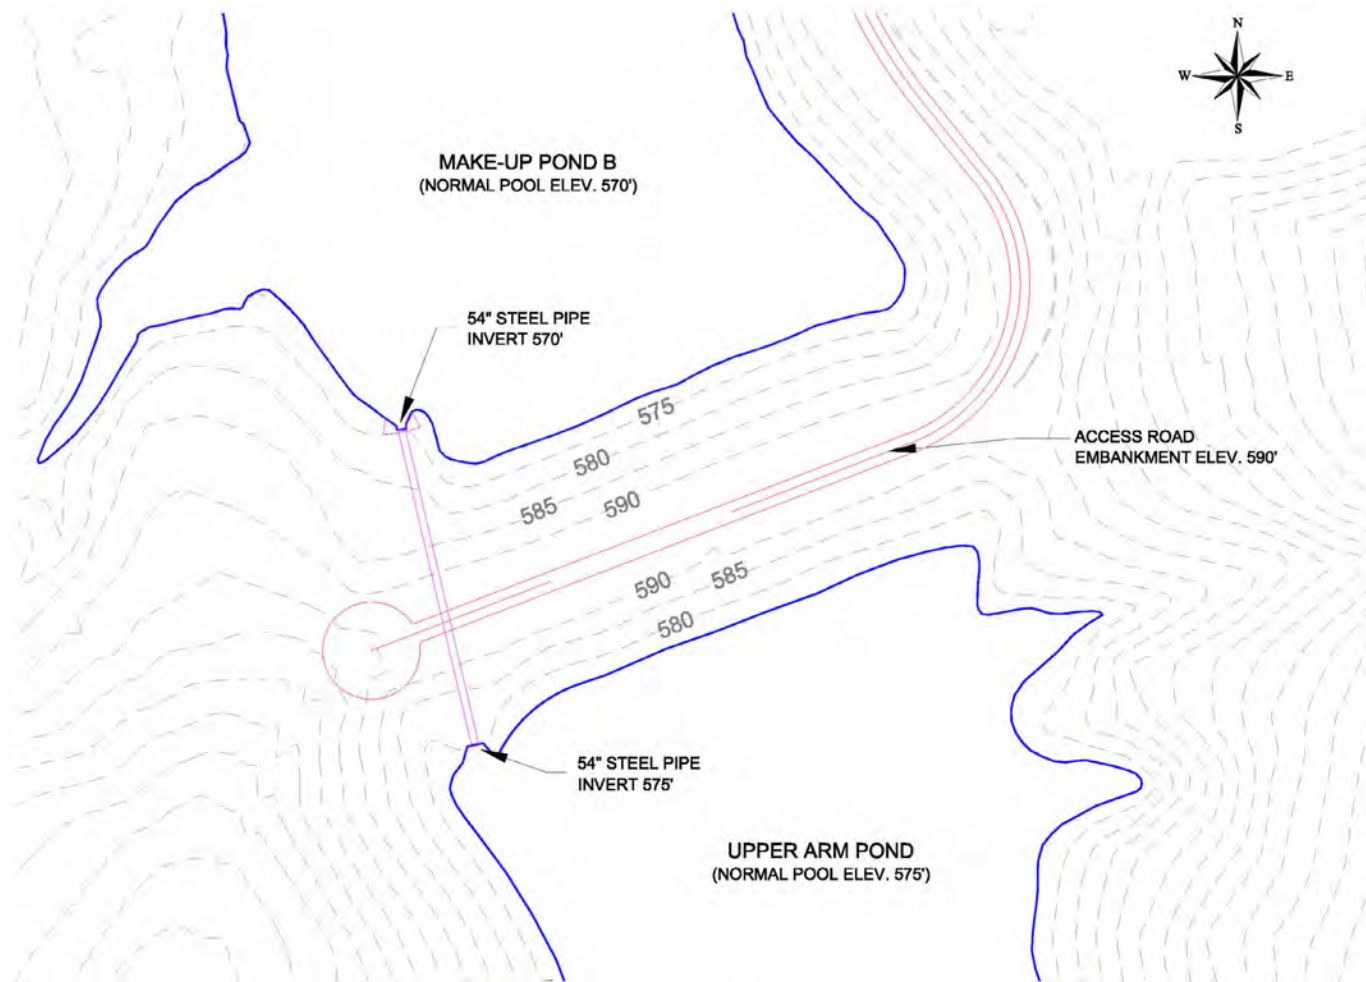 N
W E
S
MAKE-UP POND B
(NORMAL POOL ELEV. 570')
54" STEEL PIPE
INVERT 570'
575
580
585
590
ACCESS ROAD
EMBANKMENT ELEV. 590'
590
585
580
54" STEEL PIPE
INVERT 575'
UPPER ARM POND
(NORMAL POOL ELEV. 575')